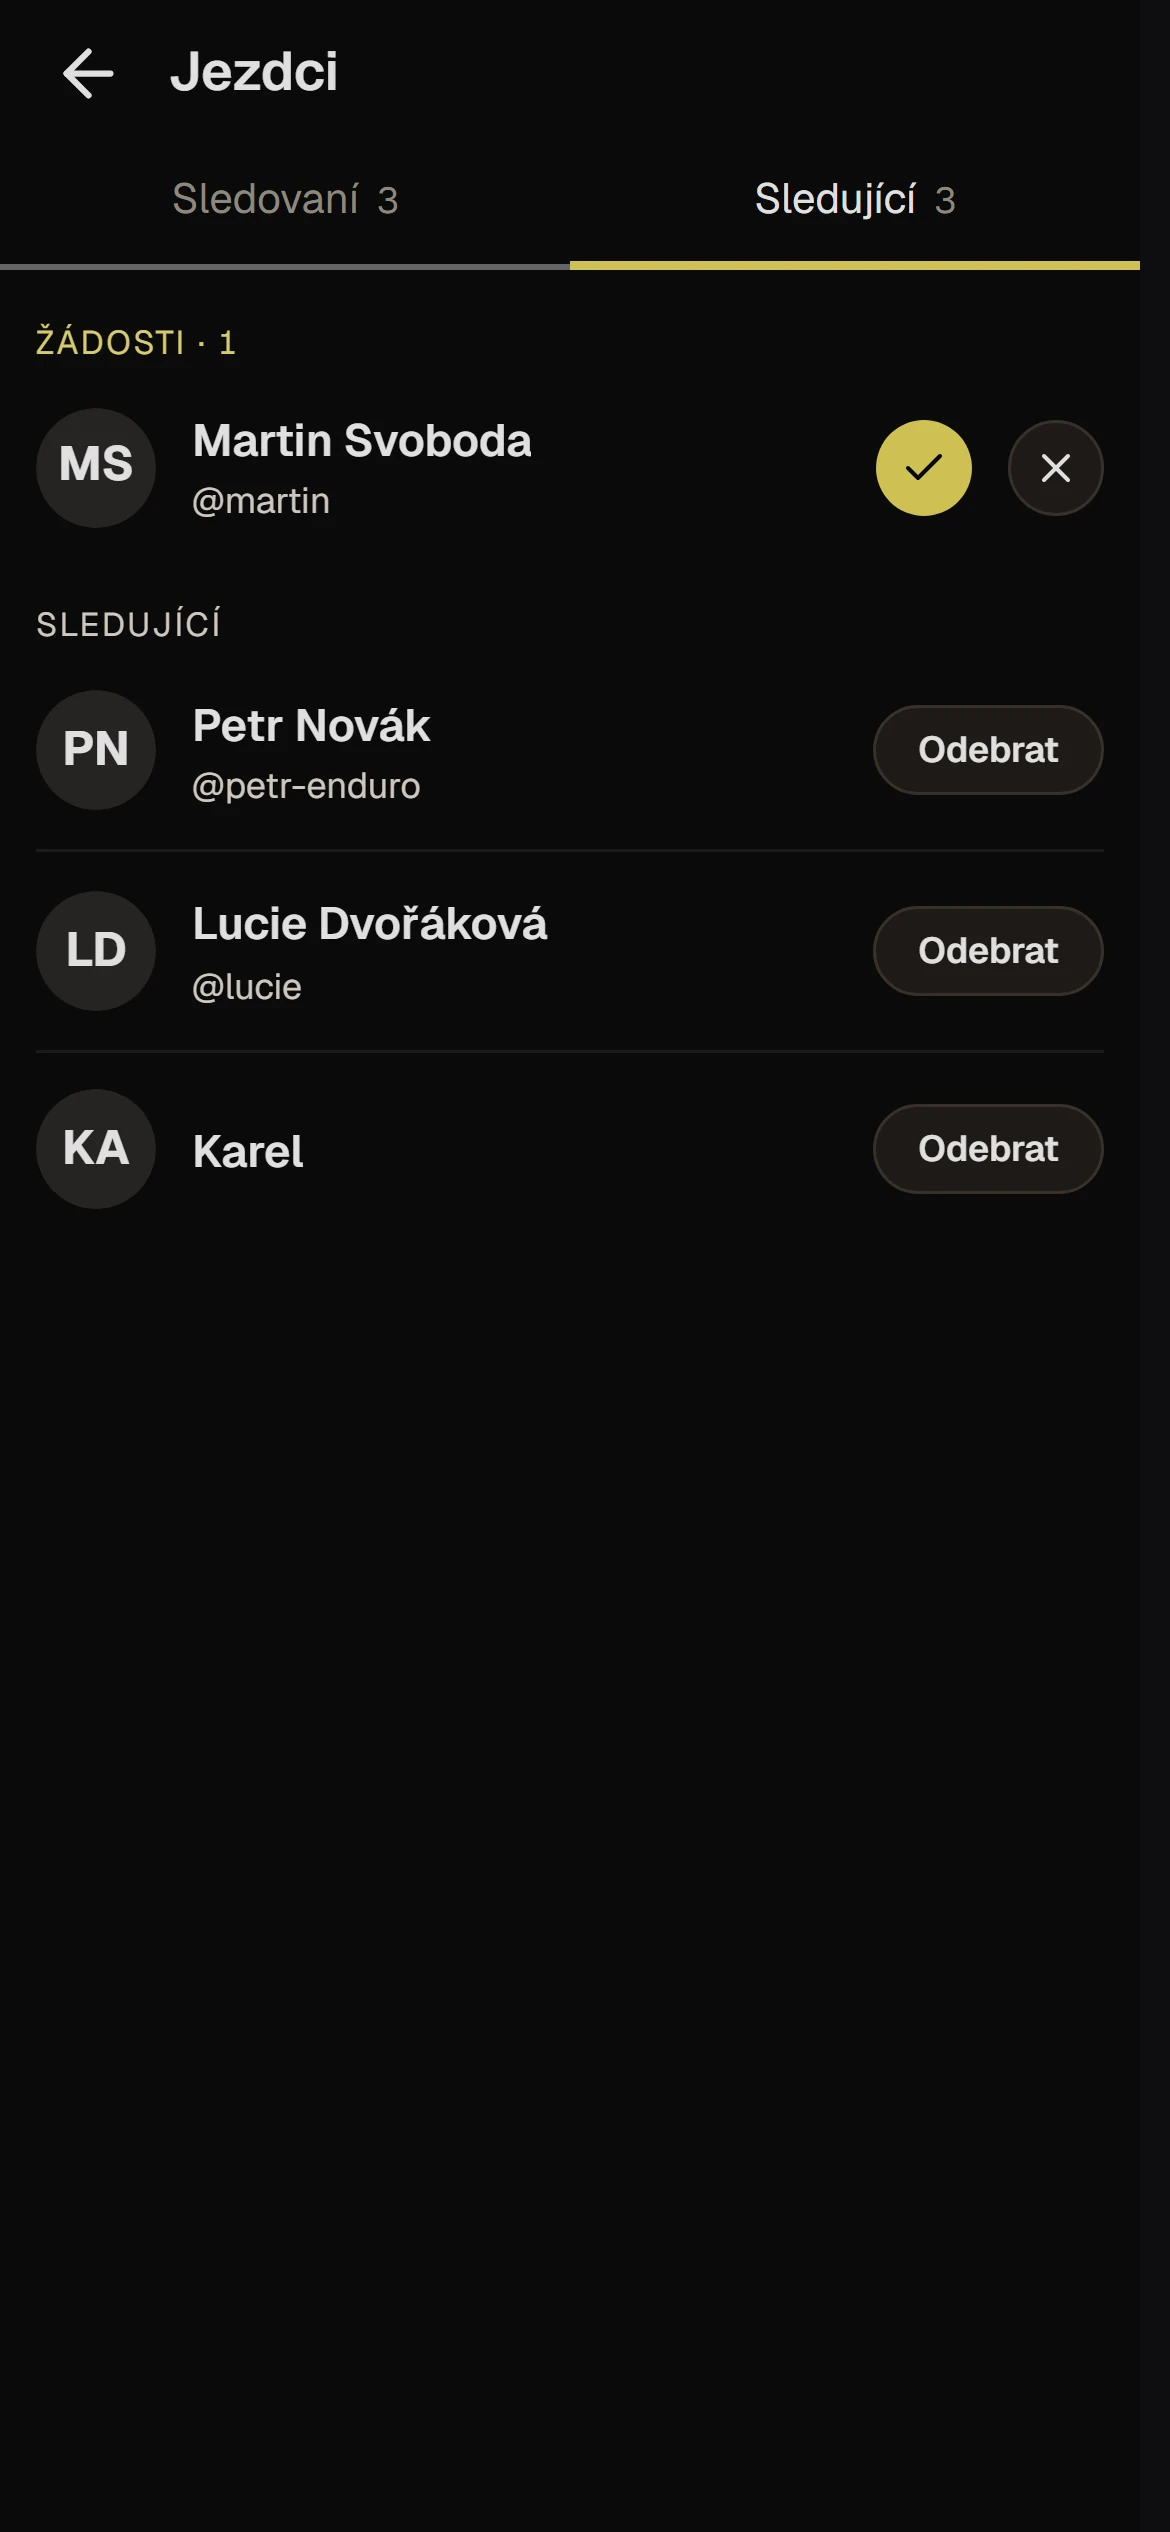 Jezdci
Sledovaní 3
Sledující 3
ŽÁDOSTI · 1
MS
Martin Svoboda
@martin
SLEDUJÍCÍ
PN
Petr Novák
@petr-enduro
Odebrat
LD
Lucie Dvořáková
@lucie
Odebrat
KA
Karel
Odebrat